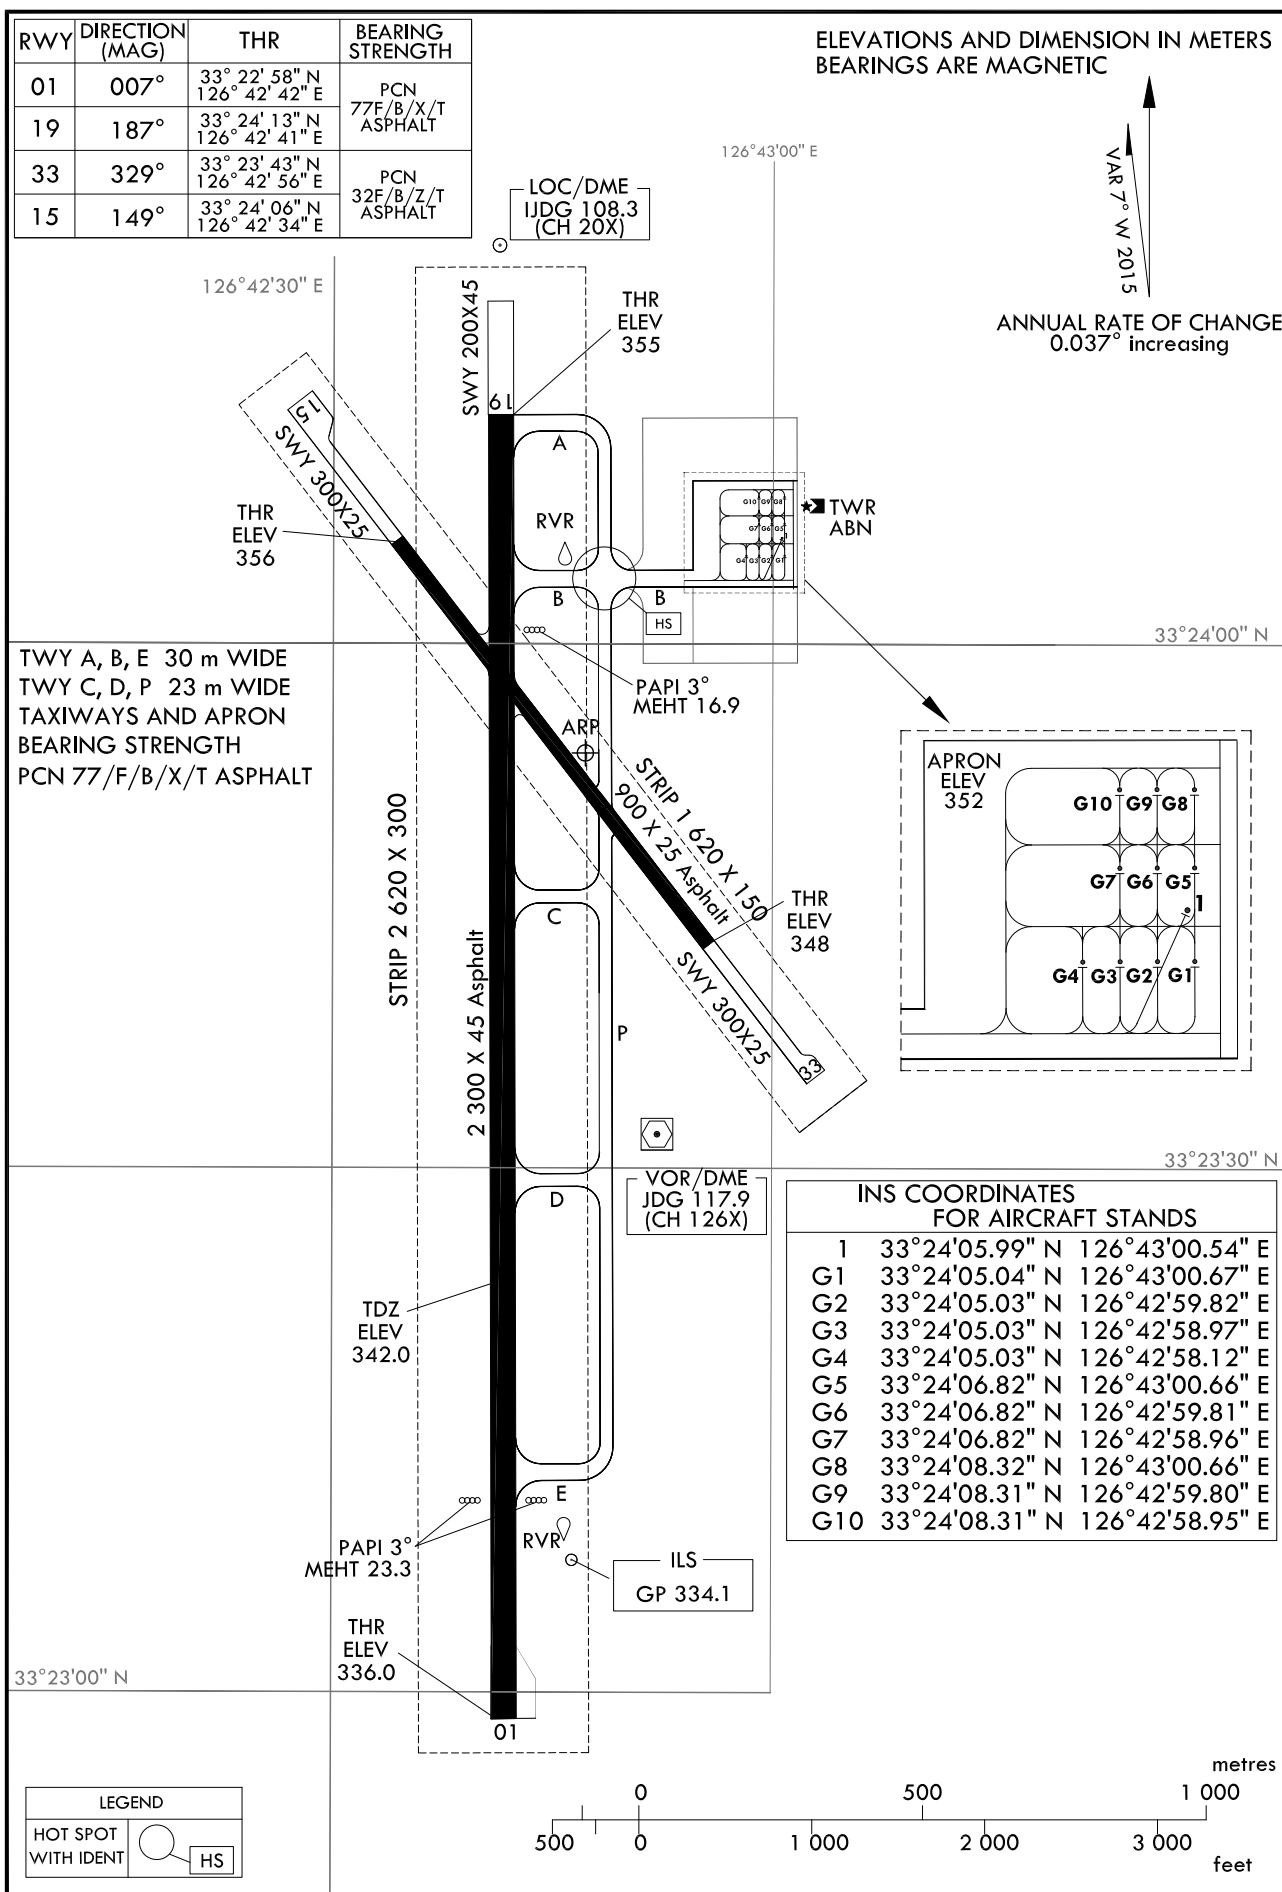 RWY DIRECTION (MAG) THR BEARING STRENGTH
01 007° 33° 22' 58" N 126° 42' 42" E PCN 77F/B/X/T ASPHALT
19 187° 33° 24' 13" N 126° 42' 41" E
33 329° 33° 23' 43" N 126° 42' 56" E PCN 32F/B/Z/T ASPHALT
15 149° 33° 24' 06" N 126° 42' 34" E
ELEVATIONS AND DIMENSION IN METERS
BEARINGS ARE MAGNETIC
VAR 7° W 2015
ANNUAL RATE OF CHANGE
0.037° increasing
126°43'00" E
LOC/DME
IJDG 108.3
(CH 20X)
126°42'30" E
SWY 200X45
THR
ELEV
355
19
15
SWY 300X25
A
THR
ELEV
356
RVR
G10 G9 G8
G7 G6 G5
1
G4 G3 G2 G1
TWR
ABN
B
B
HS
33°24'00" N
TWY A, B, E 30 m WIDE
TWY C, D, P 23 m WIDE
TAXIWAYS AND APRON
BEARING STRENGTH
PCN 77/F/B/X/T ASPHALT
PAPI 3°
MEHT 16.9
ARP
STRIP 1 620 X 150
900 X 25 Asphalt
STRIP 2 620 X 300
2 300 X 45 Asphalt
APRON
ELEV
352
G10 G9 G8
G7 G6 G5
1
G4 G3 G2 G1
THR
ELEV
348
C
SWY 300X25
P
33
33°23'30" N
VOR/DME
JDG 117.9
(CH 126X)
D
TDZ
ELEV
342.0
INS COORDINATES
FOR AIRCRAFT STANDS
1 33°24'05.99" N 126°43'00.54" E
G1 33°24'05.04" N 126°43'00.67" E
G2 33°24'05.03" N 126°42'59.82" E
G3 33°24'05.03" N 126°42'58.97" E
G4 33°24'05.03" N 126°42'58.12" E
G5 33°24'06.82" N 126°43'00.66" E
G6 33°24'06.82" N 126°42'59.81" E
G7 33°24'06.82" N 126°42'58.96" E
G8 33°24'08.32" N 126°43'00.66" E
G9 33°24'08.31" N 126°42'59.80" E
G10 33°24'08.31" N 126°42'58.95" E
E
PAPI 3°
MEHT 23.3
RVR
ILS
GP 334.1
THR
ELEV
336.0
33°23'00" N
01
LEGEND
HOT SPOT
WITH IDENT
HS
metres
0 500 1 000
500 0 1 000 2 000 3 000
feet